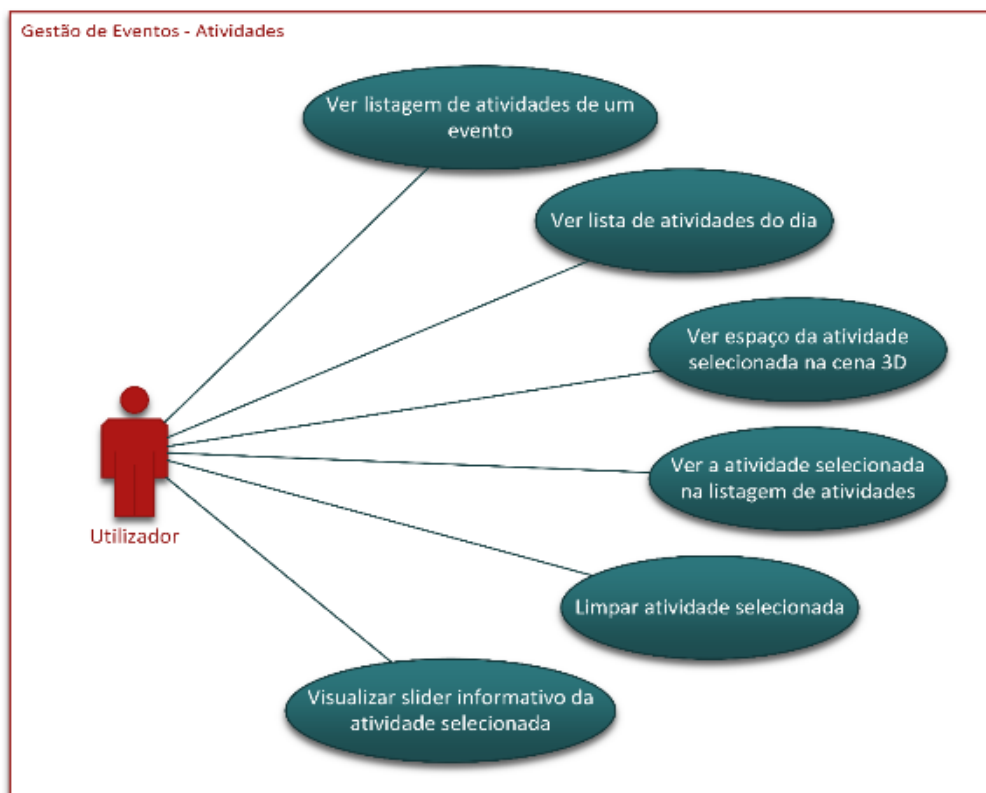 Gestão de Eventos - Atividades
Ver listagem de atividades de um
evento
Ver lista de atividades do dia
Ver espaço da atividade
selecionada na cena 3D
Ver a atividade selecionada
na listagem de atividades
Utilizador
Limpar atividade selecionada
Visualizar slider informativo da
atividade selecionada